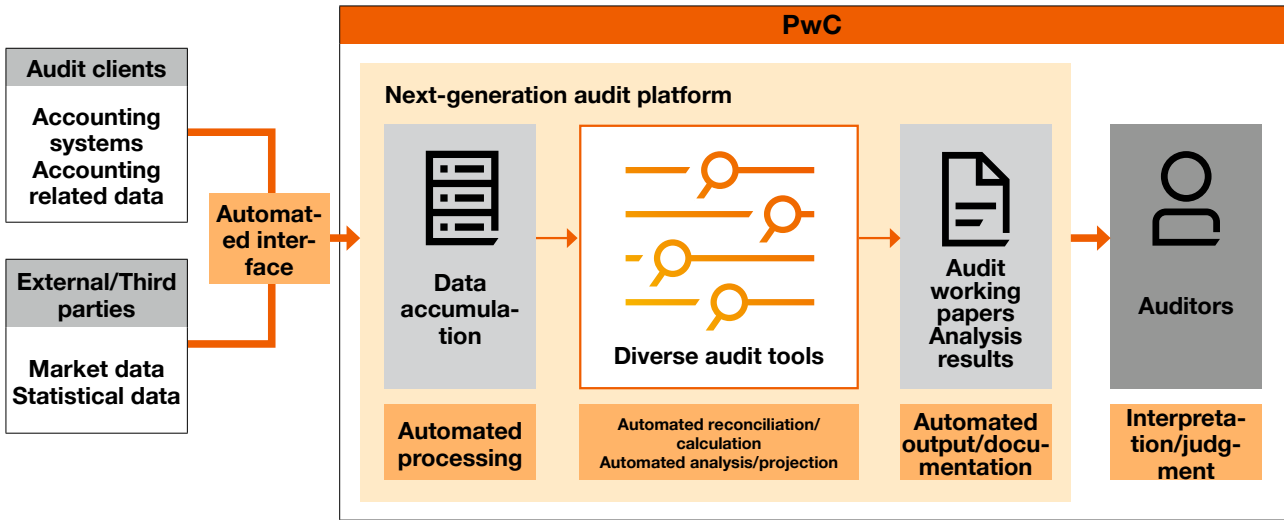 PwC
Audit clients
Accounting
systems
Accounting
related data
External/Third
parties
Market data
Statistical data
Automat-
ed inter-
face
Next-generation audit platform
Data
accumula-
tion
Diverse audit tools
Audit
working
papers
Analysis
results
Auditors
Automated
processing
Automated reconciliation/
calculation
Automated analysis/projection
Automated
output/docu-
mentation
Interpreta-
tion/judg-
ment